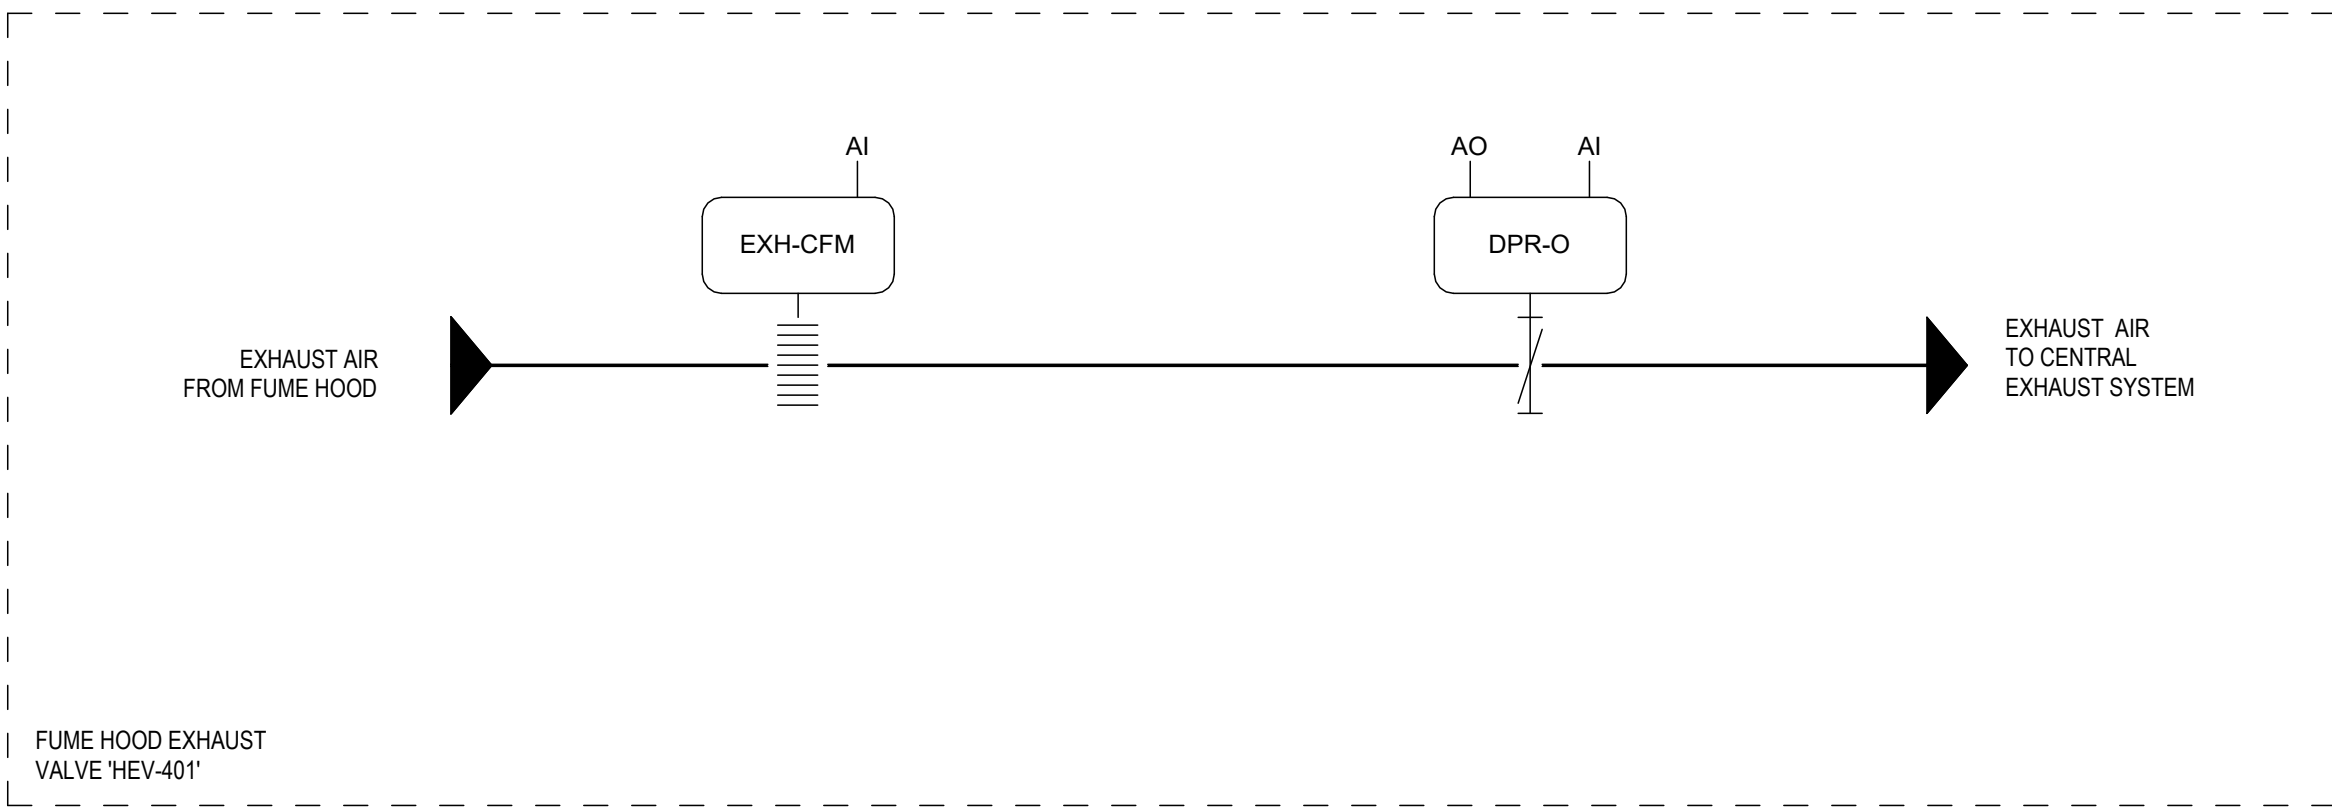 AI
AO
AI
EXH-CFM
DPR-O
EXHAUST AIR
FROM FUME HOOD
EXHAUST AIR
TO CENTRAL
EXHAUST SYSTEM
FUME HOOD EXHAUST
VALVE 'HEV-401'